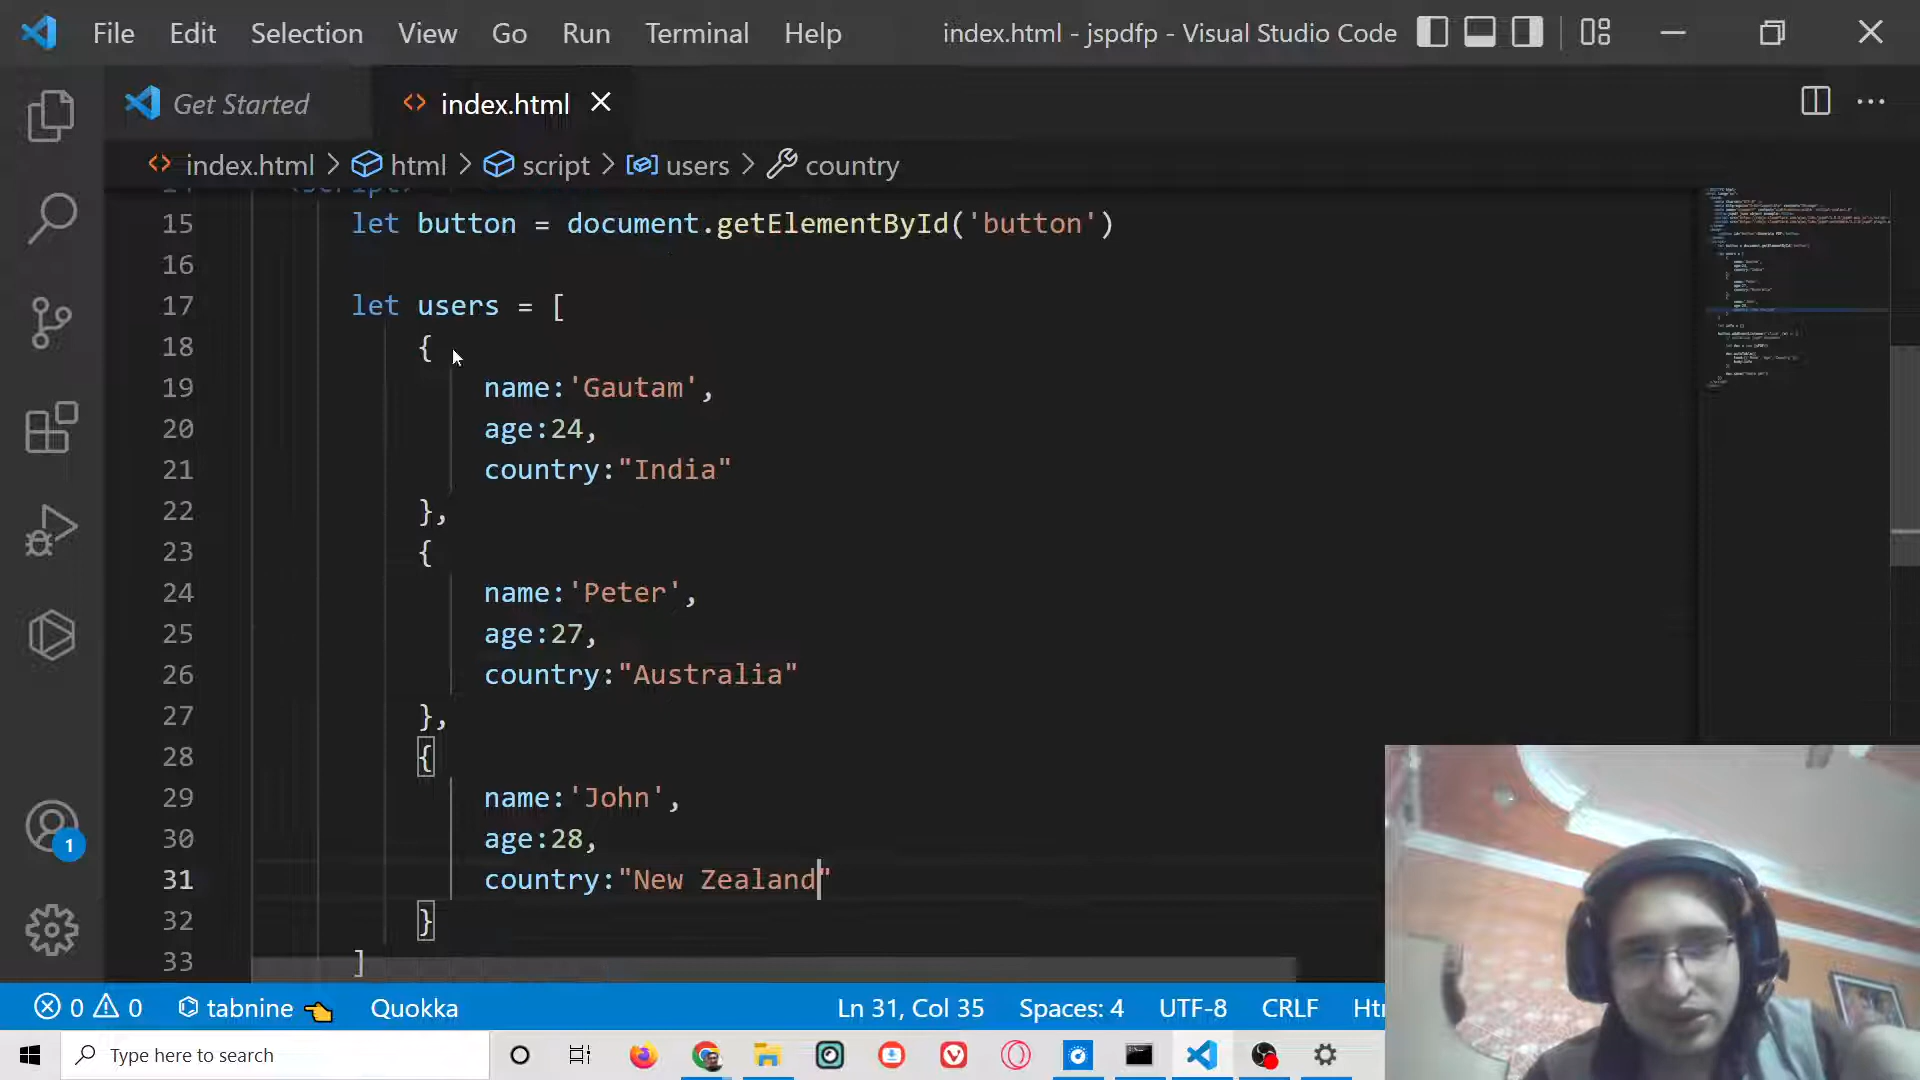 File Edit Selection View Go Run Terminal Help index.html - jspdfp - Visual Studio Code
Get Started index.html
index.html > html > script > users > country
15 let button = document.getElementById('button')
16
17 let users = [
18 {
19 name:'Gautam',
20 age:24,
21 country:"India"
22 },
23 {
24 name:'Peter',
25 age:27,
26 country:"Australia"
27 },
28 {
29 name:'John',
30 age:28,
31 country:"New Zealand"
32 }
33 ]
1
0 0 tabnine Quokka Ln 31, Col 35 Spaces: 4 UTF-8 CRLF
Type here to search